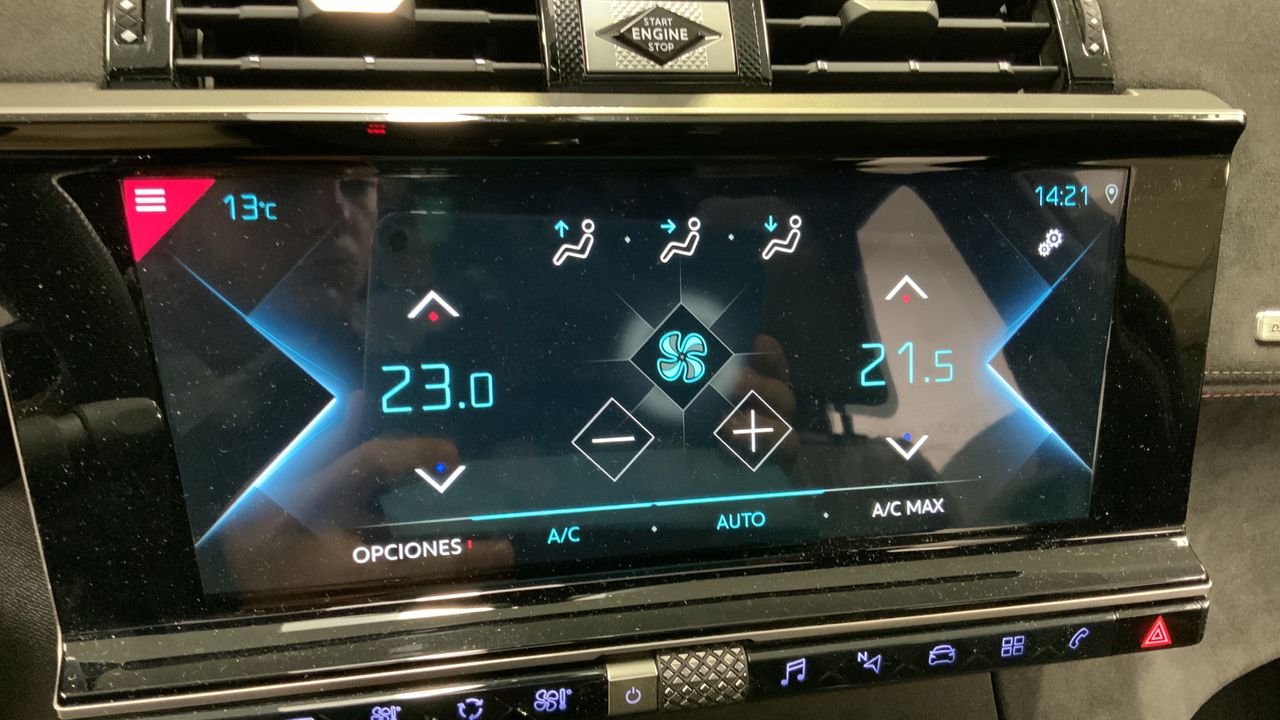 START
ENGINE
STOP
13°C
14:21
23.0
21.5
OPCIONES
A/C
AUTO
A/C MAX
N